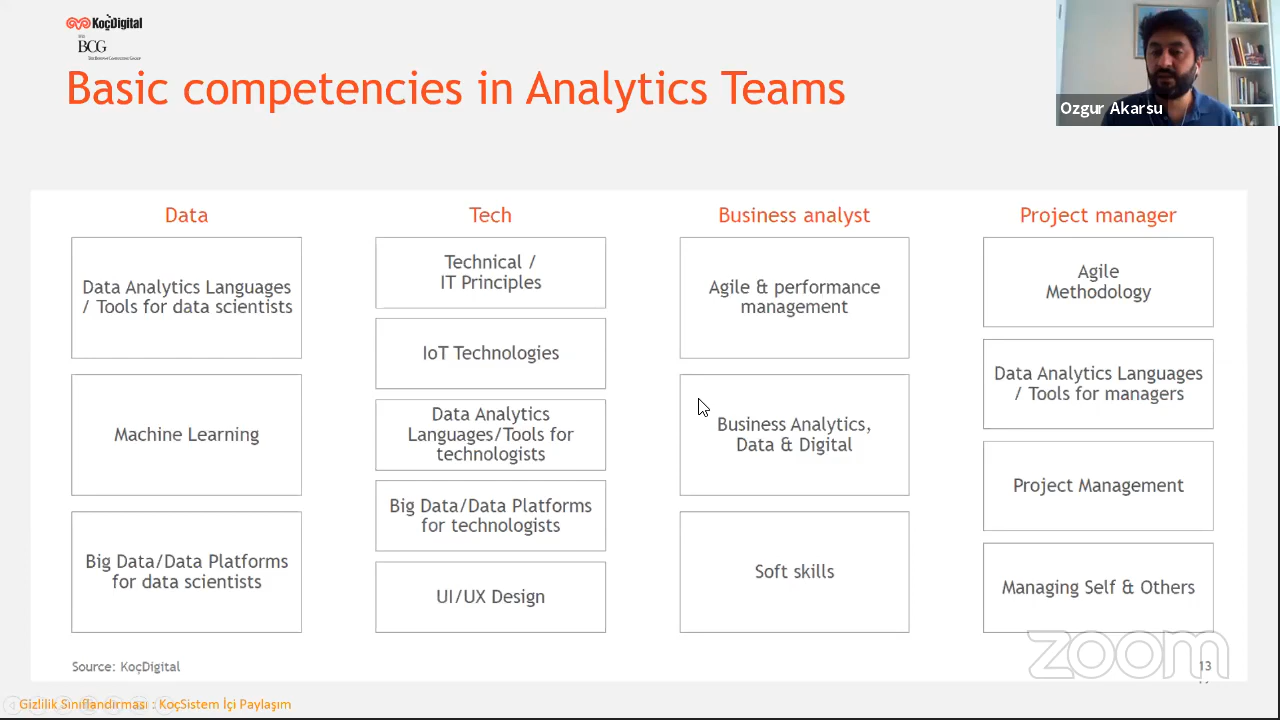 KoçDigital
BCG
Basic competencies in Analytics Teams
Ozgur Akarsu
Data
Data Analytics Languages
/ Tools for data scientists
Machine Learning
Big Data/Data Platforms
for data scientists
Tech
Technical /
IT Principles
IoT Technologies
Data Analytics
Languages/Tools for
technologists
Big Data/Data Platforms
for technologists
UI/UX Design
Business analyst
Agile & performance
management
Business Analytics,
Data & Digital
Soft skills
Project manager
Agile
Methodology
Data Analytics Languages
/ Tools for managers
Project Management
Managing Self & Others
Source: KoçDigital
zoom
13
Gizlilik Sınıflandırması : KoçSistem İçi Paylaşım